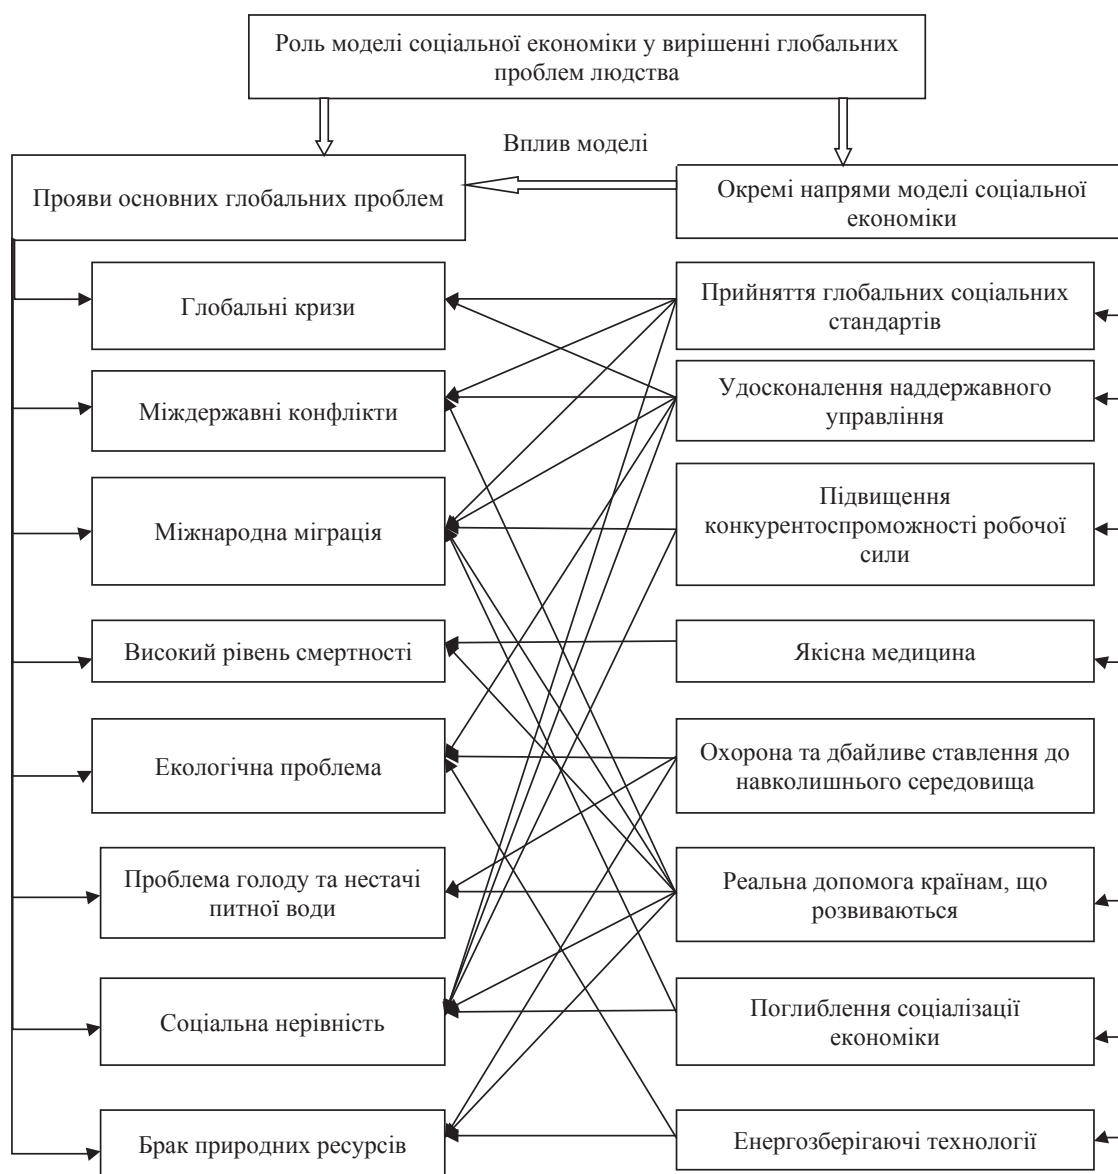 Роль моделі соціальної економіки у вирішенні глобальних
проблем людства
Вплив моделі
Прояви основних глобальних проблем
Окремі напрями моделі соціальної
економіки
Глобальні кризи
Прийняття глобальних соціальних
стандартів
Міждержавні конфлікти
Удосконалення наддержавного
управління
Міжнародна міграція
Підвищення
конкурентоспроможності робочої
сили
Високий рівень смертності
Якісна медицина
Екологічна проблема
Охорона та дбайливе ставлення до
навколишнього середовища
Проблема голоду та нестачі
питної води
Реальна допомога країнам, що
розвиваються
Соціальна нерівність
Поглиблення соціалізації
економіки
Брак природних ресурсів
Енергозберігаючі технології